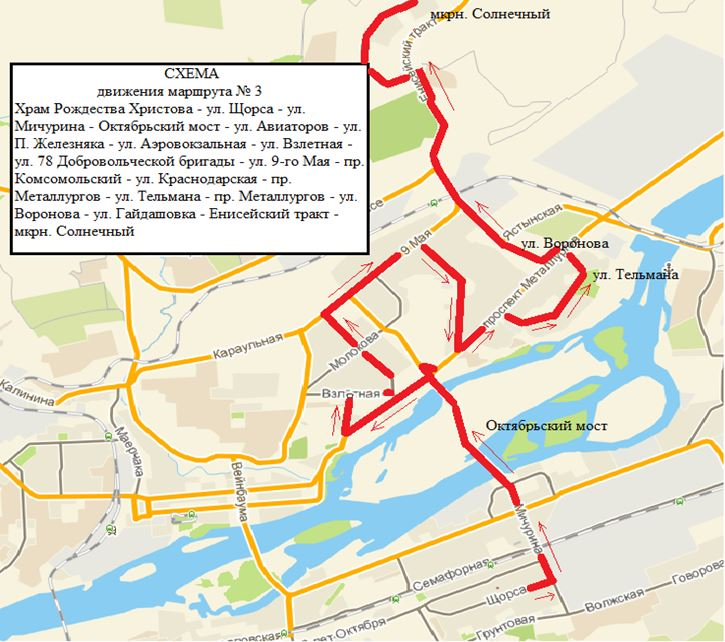 мкрн. Солнечный
СХЕМА
движения маршрута № 3
Храм Рождества Христова - ул. Щорса - ул.
Мичурина - Октябрьский мост - ул. Авиаторов - ул.
П. Железняка - ул. Аэровокзальная - ул. Взлетная -
ул. 78 Добровольческой бригады - ул. 9-го Мая - пр.
Комсомольский - ул. Краснодарская - пр.
Металлургов - ул. Тельмана - пр. Металлургов - ул.
Воронова - ул. Гайдашовка - Енисейский тракт -
мкрн. Солнечный
Ястынская
9 Мая
ул. Воронова
ул. Тельмана
проспект Металлургов
Караульная
Молокова
Калинина
Взлетная
Октябрьский мост
Маерчака
Вейнбаума
Мичурина
Семафорная
Щорса
Говорова
Волжская
Грунтовая